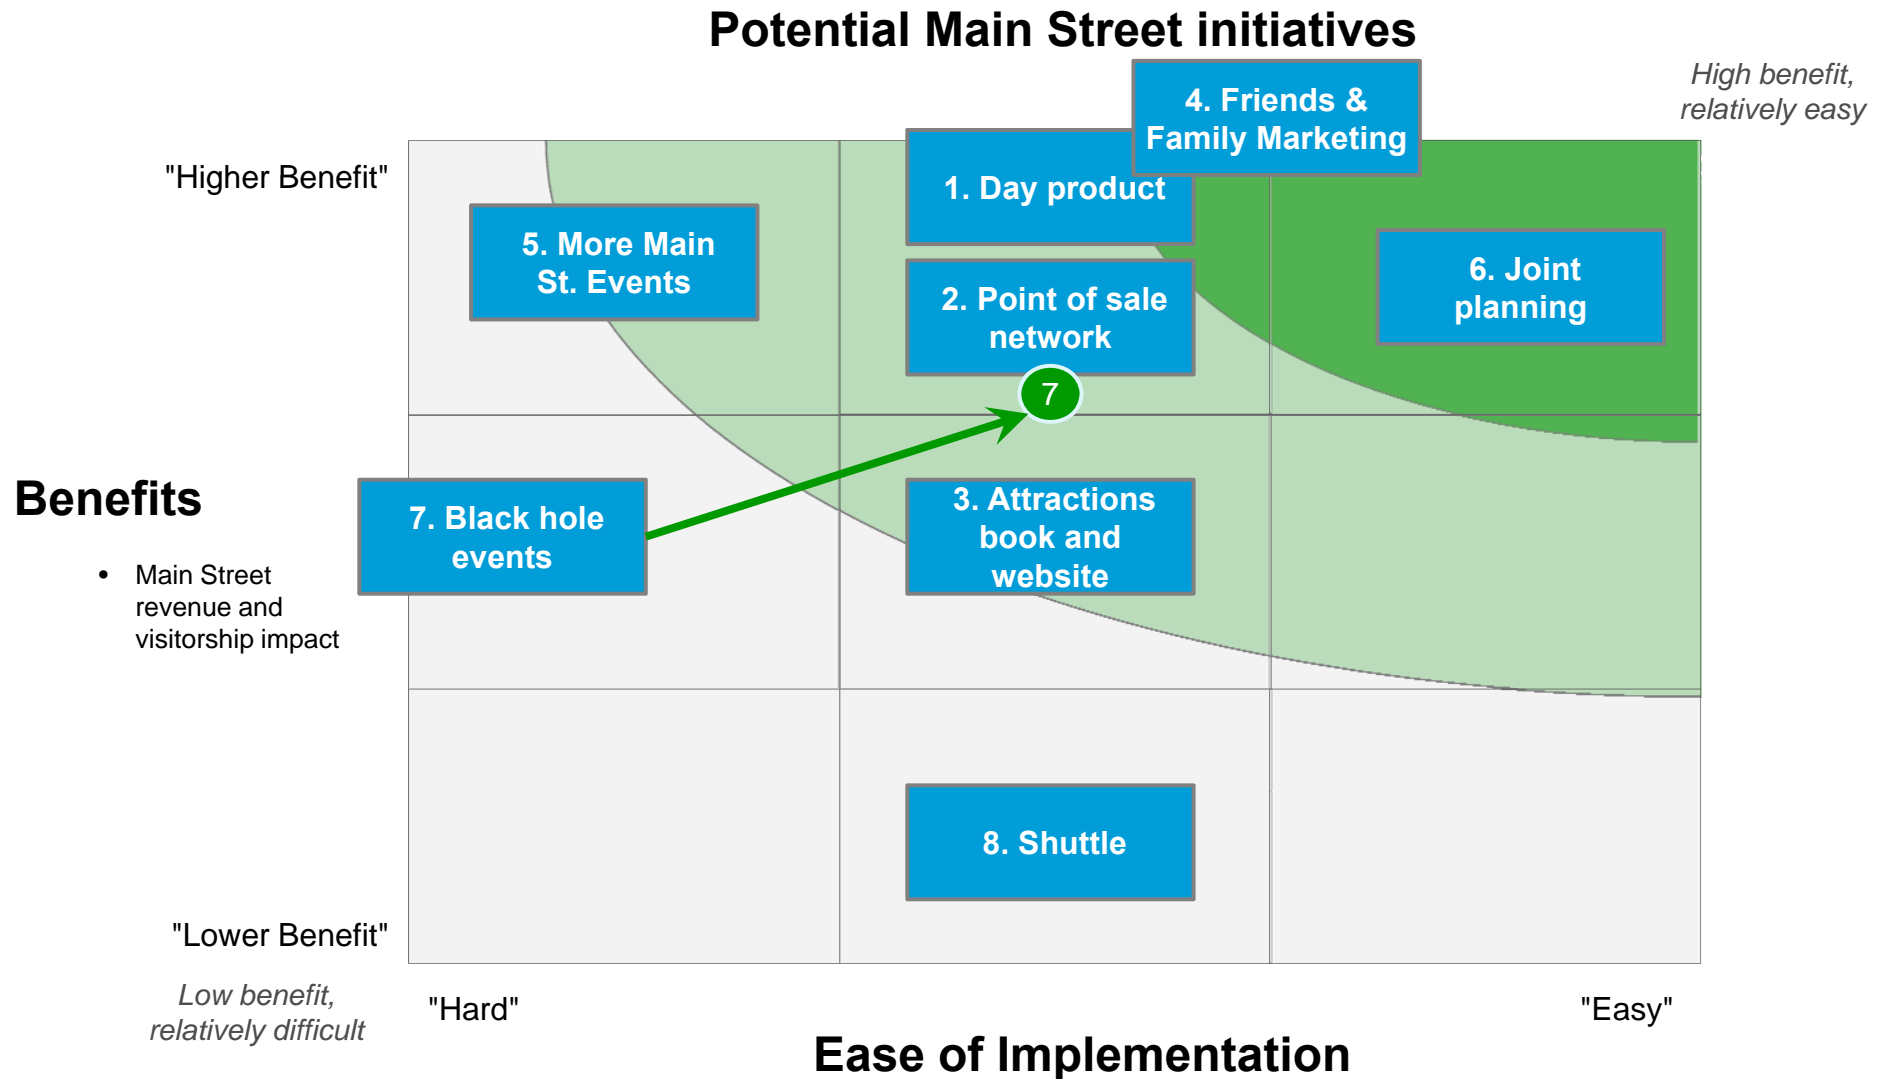 Potential Main Street initiatives
High benefit,
relatively easy
4. Friends &
Family Marketing
"Higher Benefit"
1. Day product
5. More Main
St. Events
6. Joint
planning
2. Point of sale
network
7
Benefits
7. Black hole
events
3. Attractions
book and
website
• Main Street
revenue and
visitorship impact
8. Shuttle
"Lower Benefit"
Low benefit,
relatively difficult
"Hard"
"Easy"
Ease of Implementation